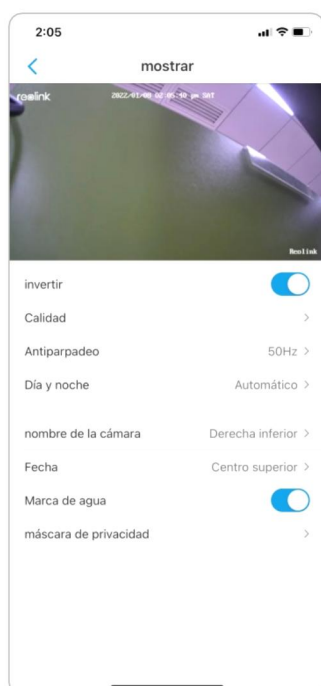 2:05
mostrar
reolink 2022/01/08 02:05:40 pm SAT
Reolink
invertir
Calidad
Antiparpadeo 50Hz
Día y noche Automático
nombre de la cámara Derecha inferior
Fecha Centro superior
Marca de agua
máscara de privacidad